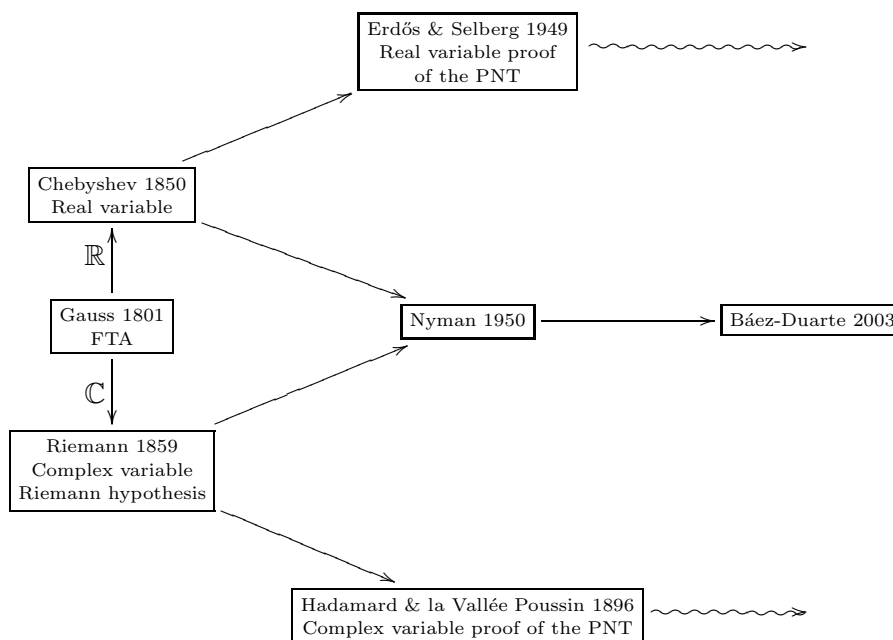 Erdős & Selberg 1949
Real variable proof
of the PNT
Chebyshev 1850
Real variable
ℝ
Gauss 1801
FTA
Nyman 1950
Báez-Duarte 2003
ℂ
Riemann 1859
Complex variable
Riemann hypothesis
Hadamard & la Vallée Poussin 1896
Complex variable proof of the PNT